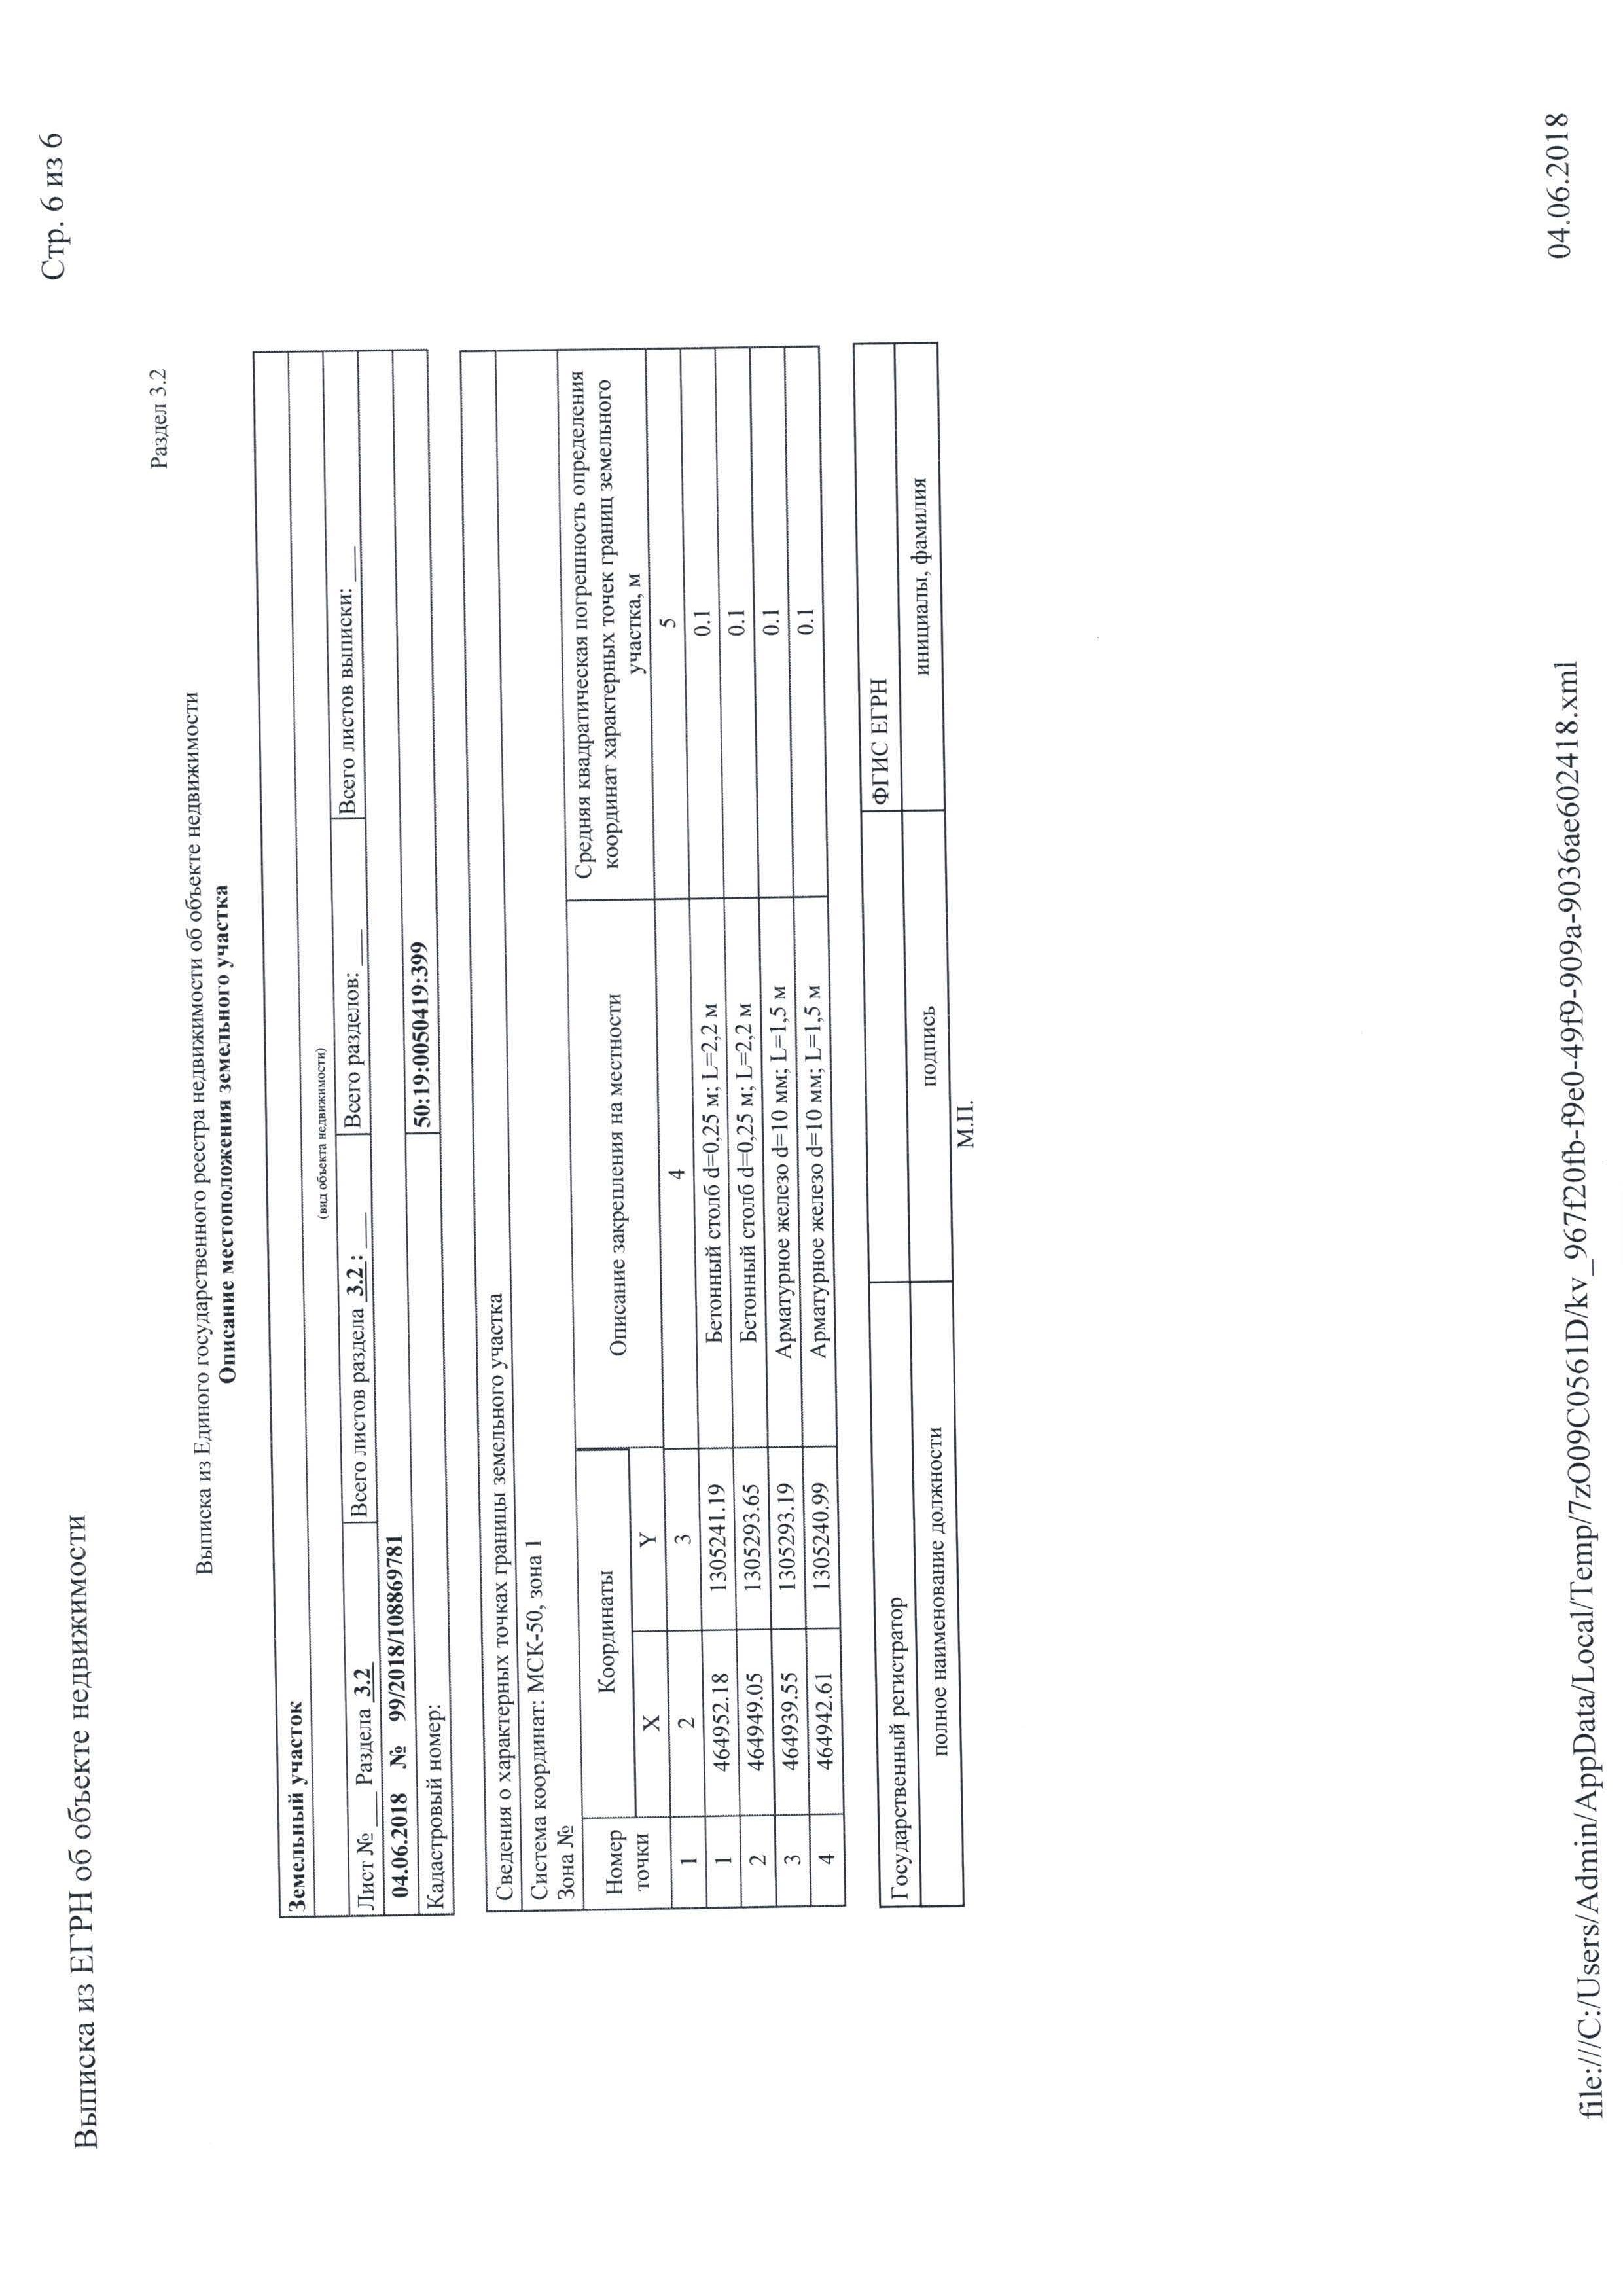 Выписка из ЕГРН об объекте недвижимости
Стр. 6 из 6
Раздел 3.2
Выписка из Единого государственного реестра недвижимости об объекте недвижимости
Описание местоположения земельного участка
Земельный участок
(вид объекта недвижимости)
Лист № ___ Раздела 3.2 Всего листов раздела 3.2 : ___ Всего разделов: ___ Всего листов выписки: ___
04.06.2018 № 99/2018/108869781
Кадастровый номер: 50:19:0050419:399
Сведения о характерных точках границы земельного участка
Система координат: МСК-50, зона 1
Зона №
Номер точки Координаты Описание закрепления на местности Средняя квадратическая погрешность определения координат характерных точек границ земельного участка, м
X Y
1 2 3 4 5
1 464952.18 1305241.19 Бетонный столб d=0,25 м; L=2,2 м 0.1
2 464949.05 1305293.65 Бетонный столб d=0,25 м; L=2,2 м 0.1
3 464939.55 1305293.19 Арматурное железо d=10 мм; L=1,5 м 0.1
4 464942.61 1305240.99 Арматурное железо d=10 мм; L=1,5 м 0.1
Государственный регистратор ФГИС ЕГРН
полное наименование должности подпись инициалы, фамилия
М.П.
file:///C:/Users/Admin/AppData/Local/Temp/7zO09C0561D/kv_967f20fb-f9e0-49f9-909a-9036ae602418.xml
04.06.2018